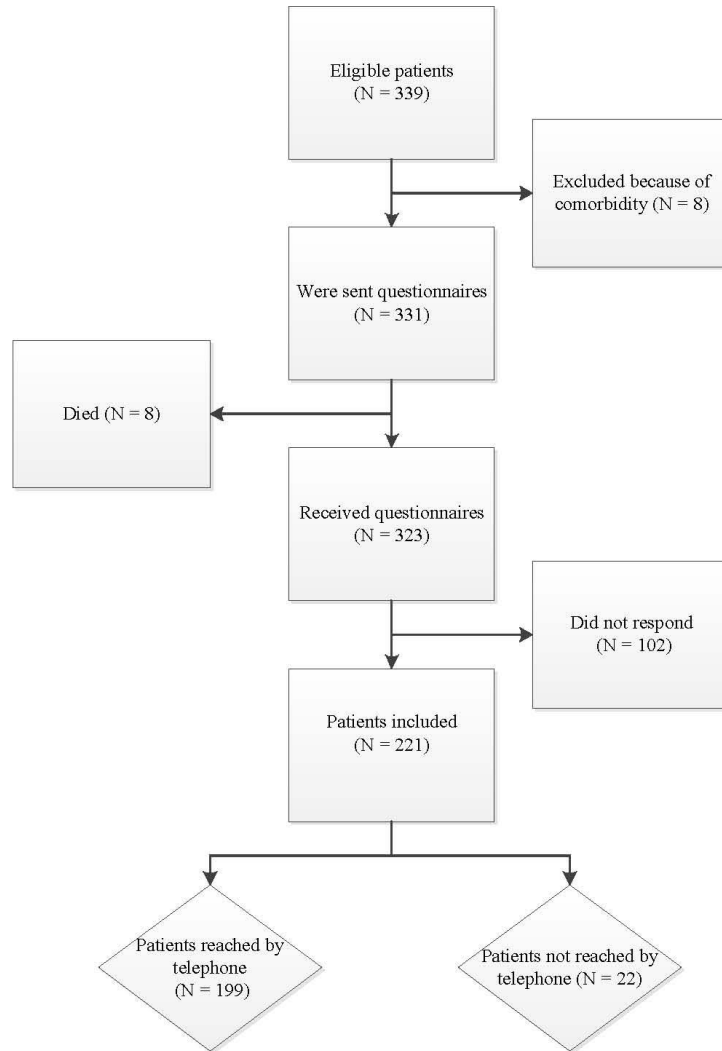 Eligible patients
(N = 339)
Excluded because of
comorbidity (N = 8)
Were sent questionnaires
(N = 331)
Died (N = 8)
Received questionnaires
(N = 323)
Did not respond
(N = 102)
Patients included
(N = 221)
Patients reached by
telephone
(N = 199)
Patients not reached by
telephone (N = 22)